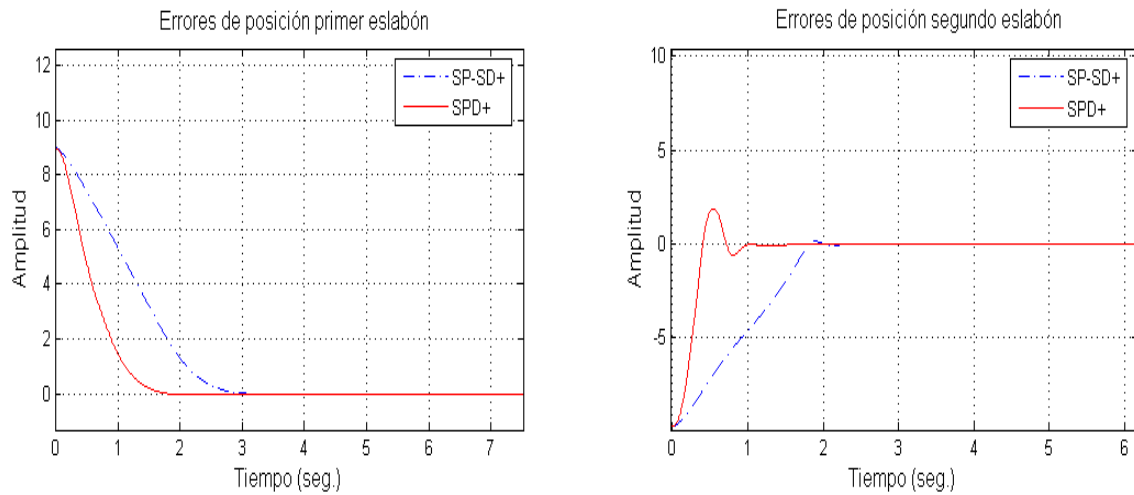 Errores de posición primer eslabón
12
10
8
6
4
2
0
Amplitud
0 1 2 3 4 5 6 7
Tiempo (seg.)
SP-SD+
SPD+
Errores de posición segundo eslabón
10
5
0
-5
Amplitud
0 1 2 3 4 5 6
Tiempo (seg.)
SP-SD+
SPD+